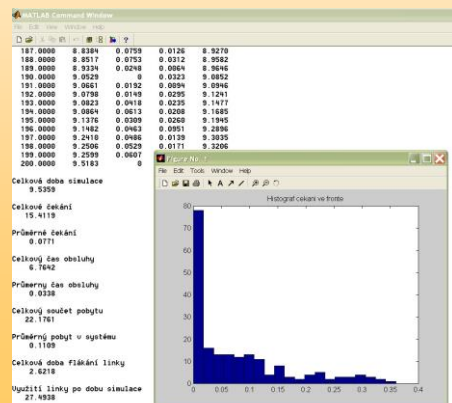 MATLAB Command Window
File Edit View Window Help
187.0000 8.8384 0.0759 0.0126 8.9270
188.0000 8.8517 0.0753 0.0312 8.9582
189.0000 8.9334 0.0248 0.0064 8.9646
190.0000 9.0529 0 0.0323 9.0852
191.0000 9.0661 0.0192 0.0094 9.0946
192.0000 9.0798 0.0149 0.0295 9.1241
193.0000 9.0823 0.0418 0.0235 9.1477
194.0000 9.0864 0.0613 0.0208 9.1685
195.0000 9.1376 0.0309 0.0260 9.1945
196.0000 9.1482 0.0463 0.0951 9.2896
197.0000 9.2410 0.0486 0.0139 9.3035
198.0000 9.2506 0.0529 0.0171 9.3206
199.0000 9.2599 0.0607
200.0000 9.5183 0
Celková doba simulace
9.5359
Celkové čekání
15.4119
Průměrné čekání
0.0771
Celkový čas obsluhy
6.7642
Průmerny čas obsluhy
0.0338
Celkový součet pobytu
22.1761
Průměrný pobyt v systému
0.1109
Celková doba flákání linky
2.6218
Využití linky po dobu simulace
27.4938
Figure No. 1
File Edit Tools Window Help
Histograf cekani ve fronte
80
70
60
50
40
30
20
10
0
0 0.05 0.1 0.15 0.2 0.25 0.3 0.35 0.4